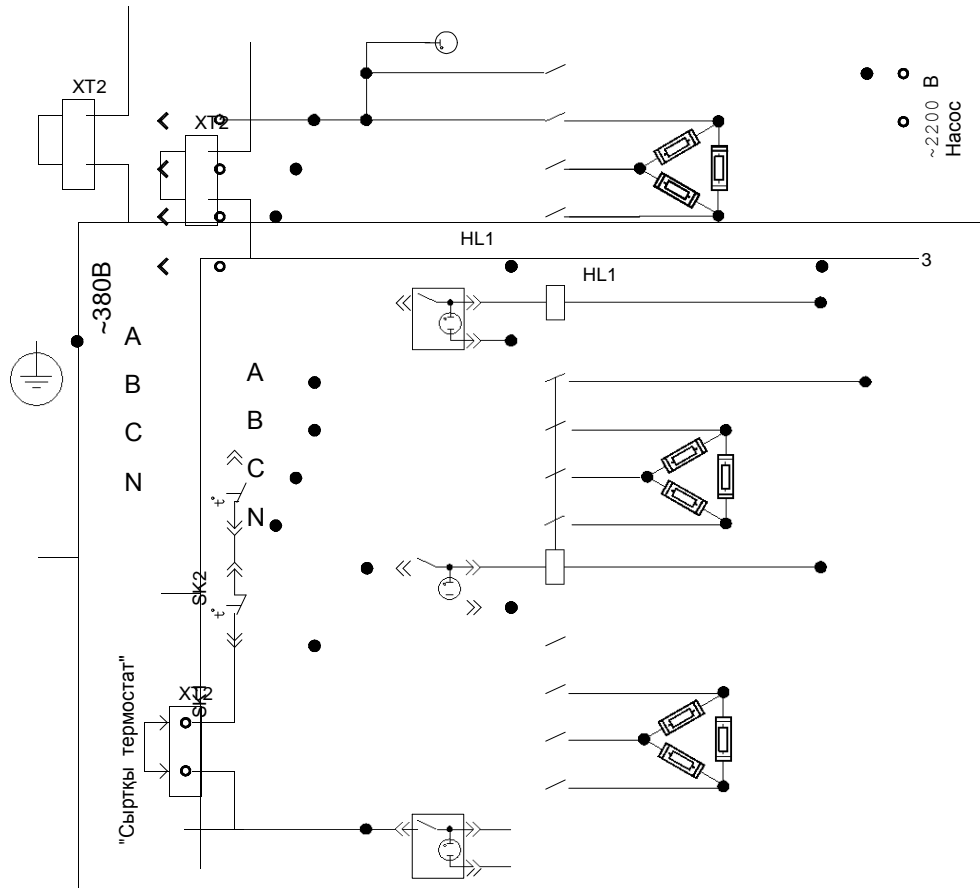 XT2
XT2
~2200 В
Насос
HL1
3
HL1
~380В
A
B
C
N
A
B
C
N
t°
SK2
t°
SK1
XT2
"Сыртқы термостат"